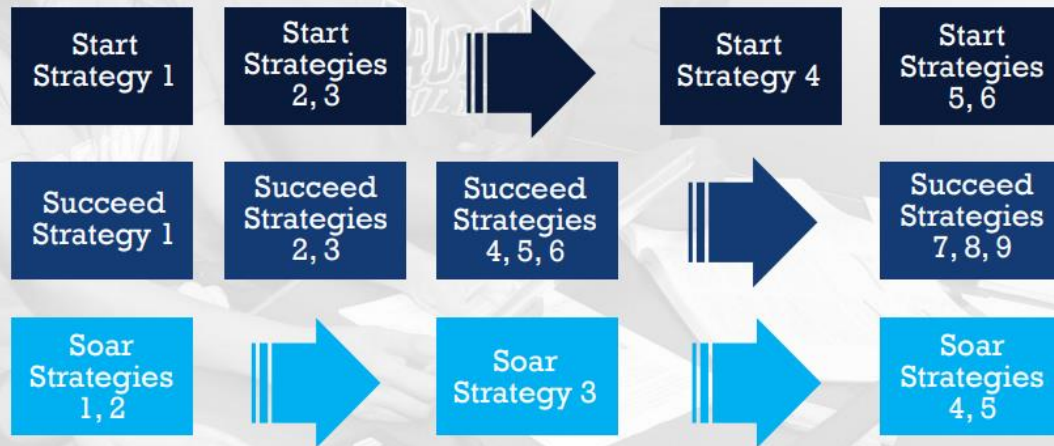 Start
Strategy 1
Start
Strategies
2, 3
Start
Strategy 4
Start
Strategies
5, 6
Succeed
Strategy 1
Succeed
Strategies
2, 3
Succeed
Strategies
4, 5, 6
Succeed
Strategies
7, 8, 9
Soar
Strategies
1, 2
Soar
Strategy 3
Soar
Strategies
4, 5